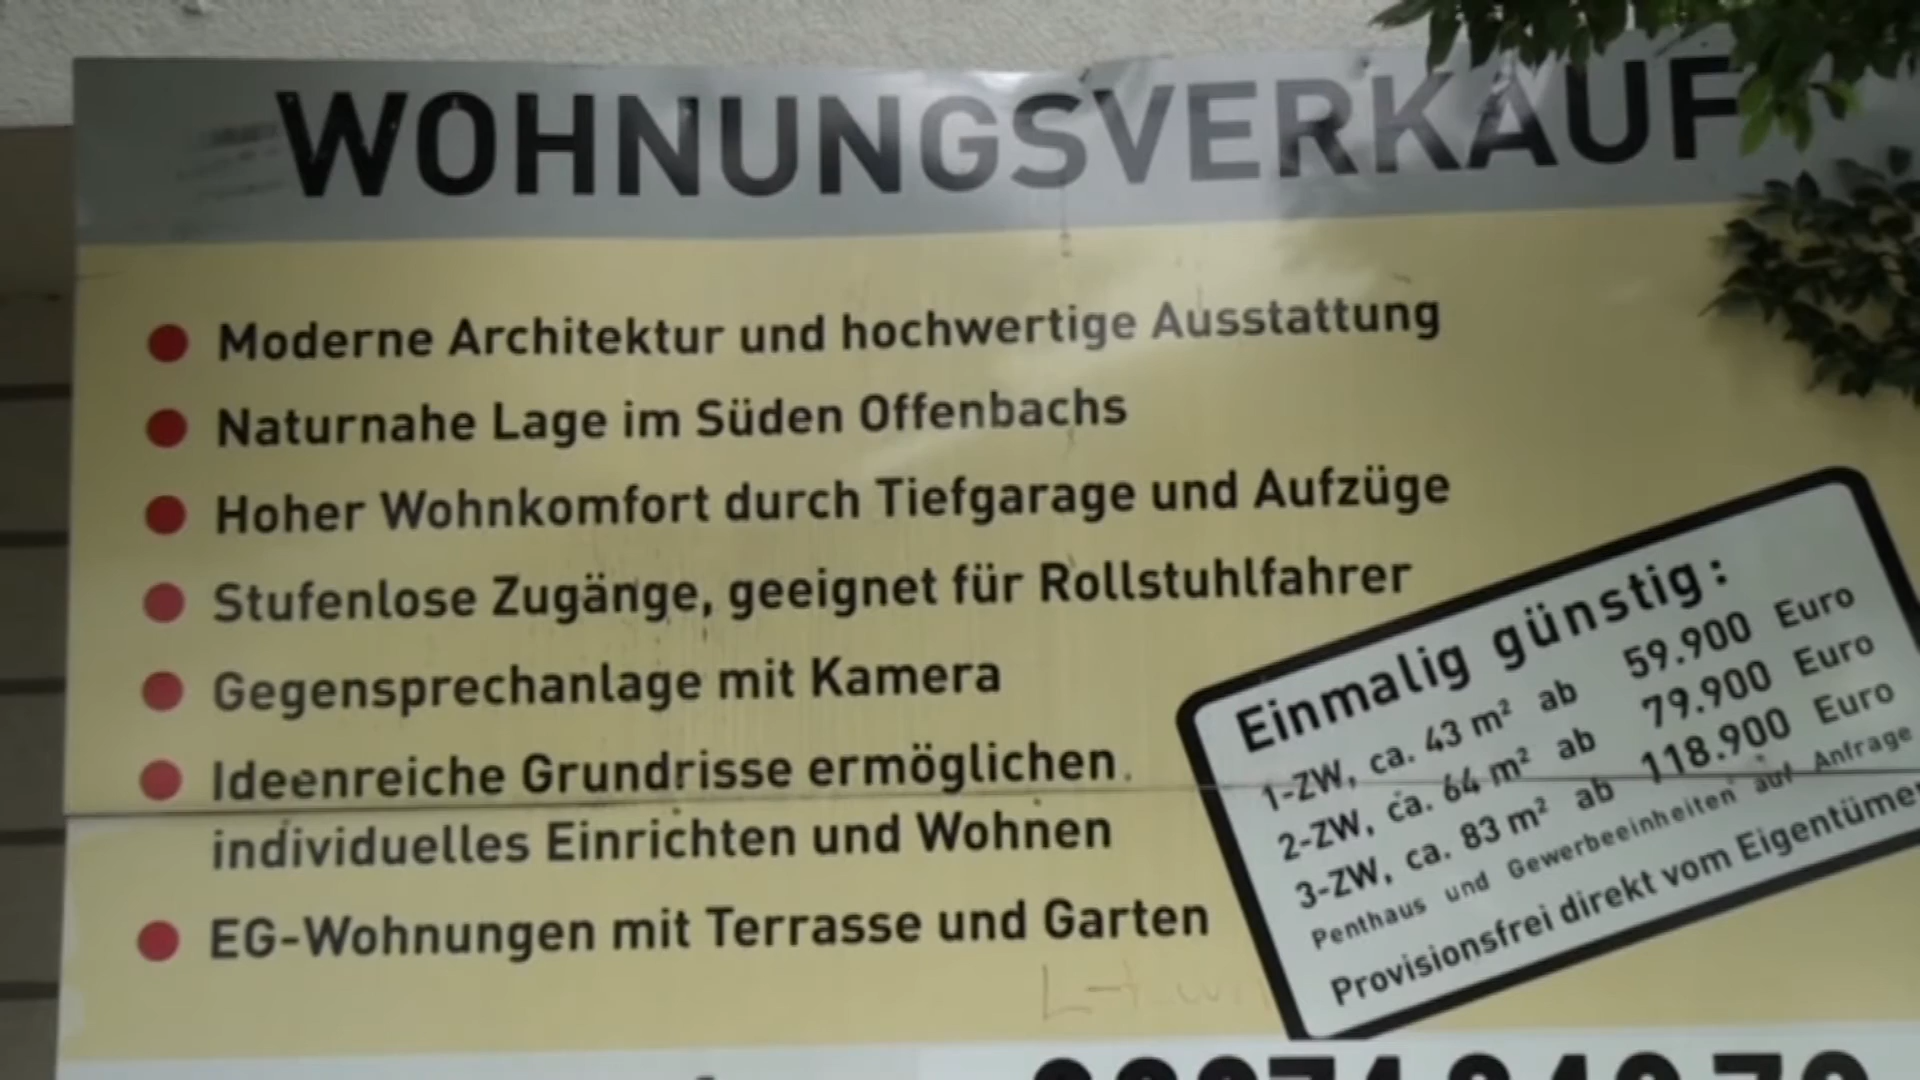 WOHNUNGSVERKAUF
Moderne Architektur und hochwertige Ausstattung
Naturnahe Lage im Süden Offenbachs
Hoher Wohnkomfort durch Tiefgarage und Aufzüge
Stufenlose Zugänge, geeignet für Rollstuhlfahrer
Gegensprechanlage mit Kamera
Ideenreiche Grundrisse ermöglichen
individuelles Einrichten und Wohnen
EG-Wohnungen mit Terrasse und Garten
Einmalig günstig:
1-ZW, ca. 43 m² ab 59.900 Euro
2-ZW, ca. 64 m² ab 79.900 Euro
3-ZW, ca. 83 m² ab 118.900 Euro
Penthaus und Gewerbeeinheiten auf Anfrage
Provisionsfrei direkt vom Eigentümer